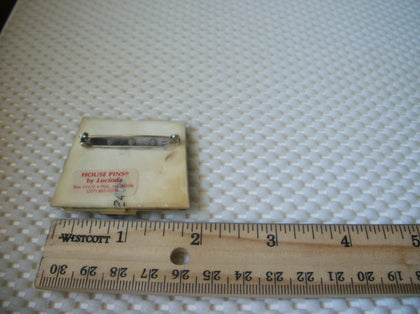 HOUSE PINS®
by Lucinda
WESTCOTT 1 2 3 4 5
30 29 28 27 26 25 24 23 22 21 20 19 18